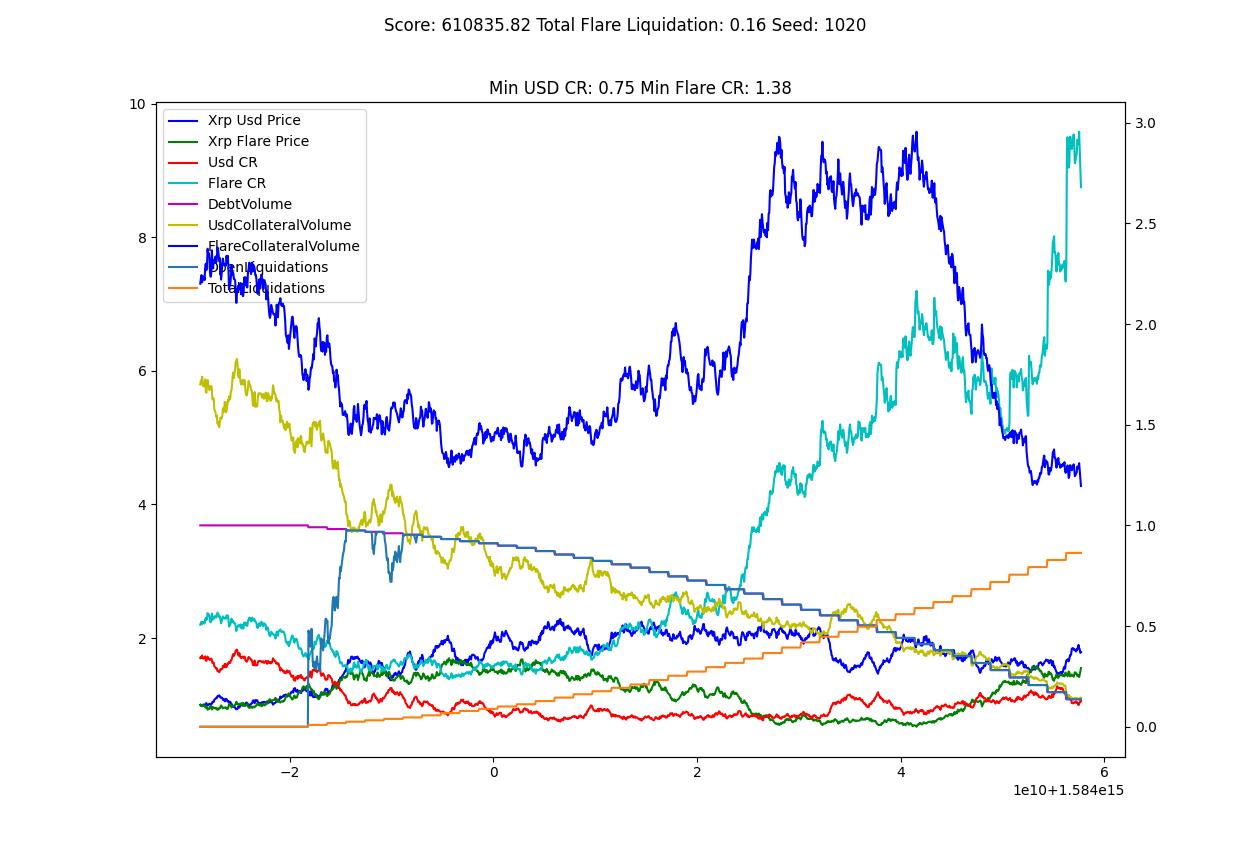 Score: 610835.82 Total Flare Liquidation: 0.16 Seed: 1020
Min USD CR: 0.75 Min Flare CR: 1.38
Xrp Usd Price
Xrp Flare Price
Usd CR
Flare CR
DebtVolume
UsdCollateralVolume
FlareCollateralVolume
OpenLiquidations
TotalLiquidations
10
8
6
4
2
3.0
2.5
2.0
1.5
1.0
0.5
0.0
−2
0
2
4
6
1e10+1.584e15